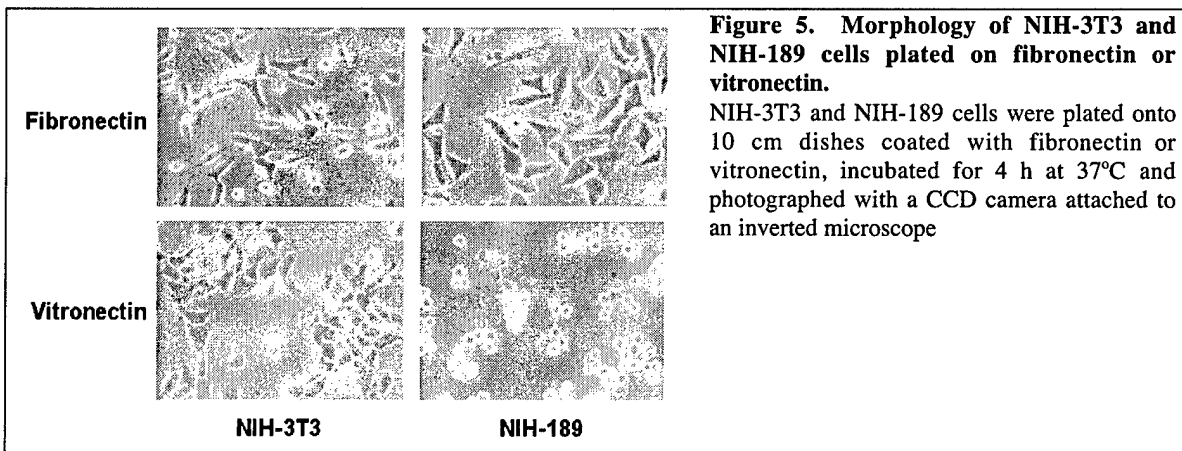 Fibronectin
Vitronectin
NIH-3T3
NIH-189
Figure 5. Morphology of NIH-3T3 and
NIH-189 cells plated on fibronectin or
vitronectin.
NIH-3T3 and NIH-189 cells were plated onto
10 cm dishes coated with fibronectin or
vitronectin, incubated for 4 h at 37°C and
photographed with a CCD camera attached to
an inverted microscope